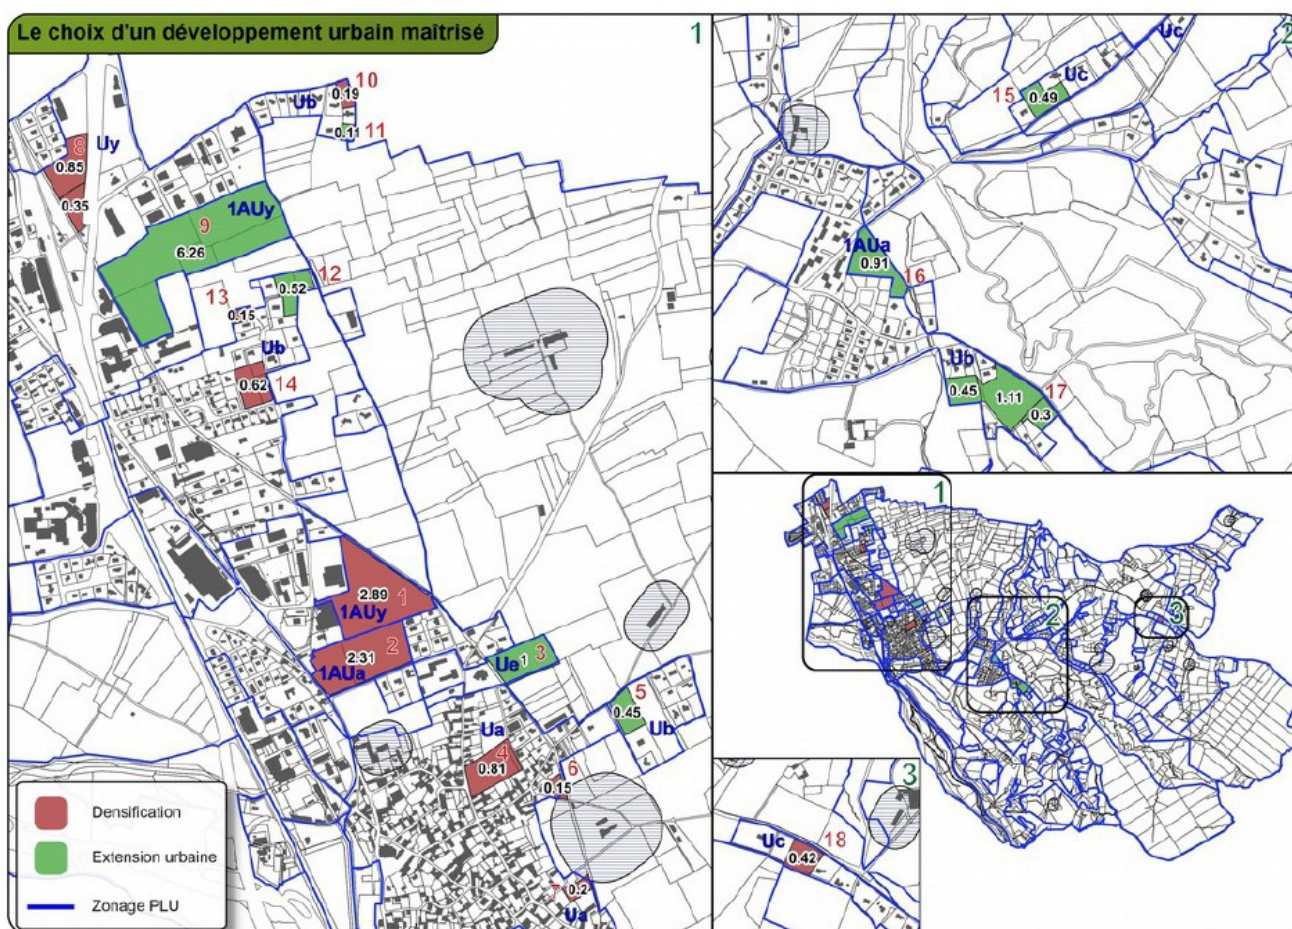 Le choix d'un développement urbain maîtrisé
1
10
0.19
Ub
0.11
11
8
Uy
0.85
0.35
1AUy
9
6.26
12
0.52
13
0.15
Ub
0.62
14
2.89
1
1AUy
2
2.31
1AUa
Ue
1
3
5
0.45
Ub
Ua
4
0.81
6
0.15
7
0.2
Ua
Densification
Extension urbaine
Zonage PLU
2
Uc
Uc
15
0.49
1AUa
0.91
16
Ub
0.45
1.11
17
0.3
1
2
3
3
Uc
18
0.42